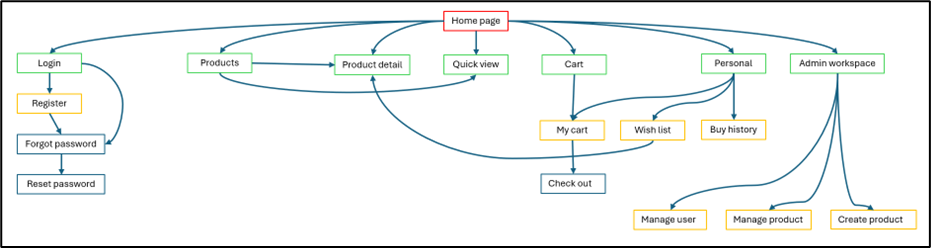 Home page
Login
Products
Product detail
Quick view
Cart
Personal
Admin workspace
Register
My cart
Wish list
Buy history
Forgot password
Reset password
Check out
Manage user
Manage product
Create product